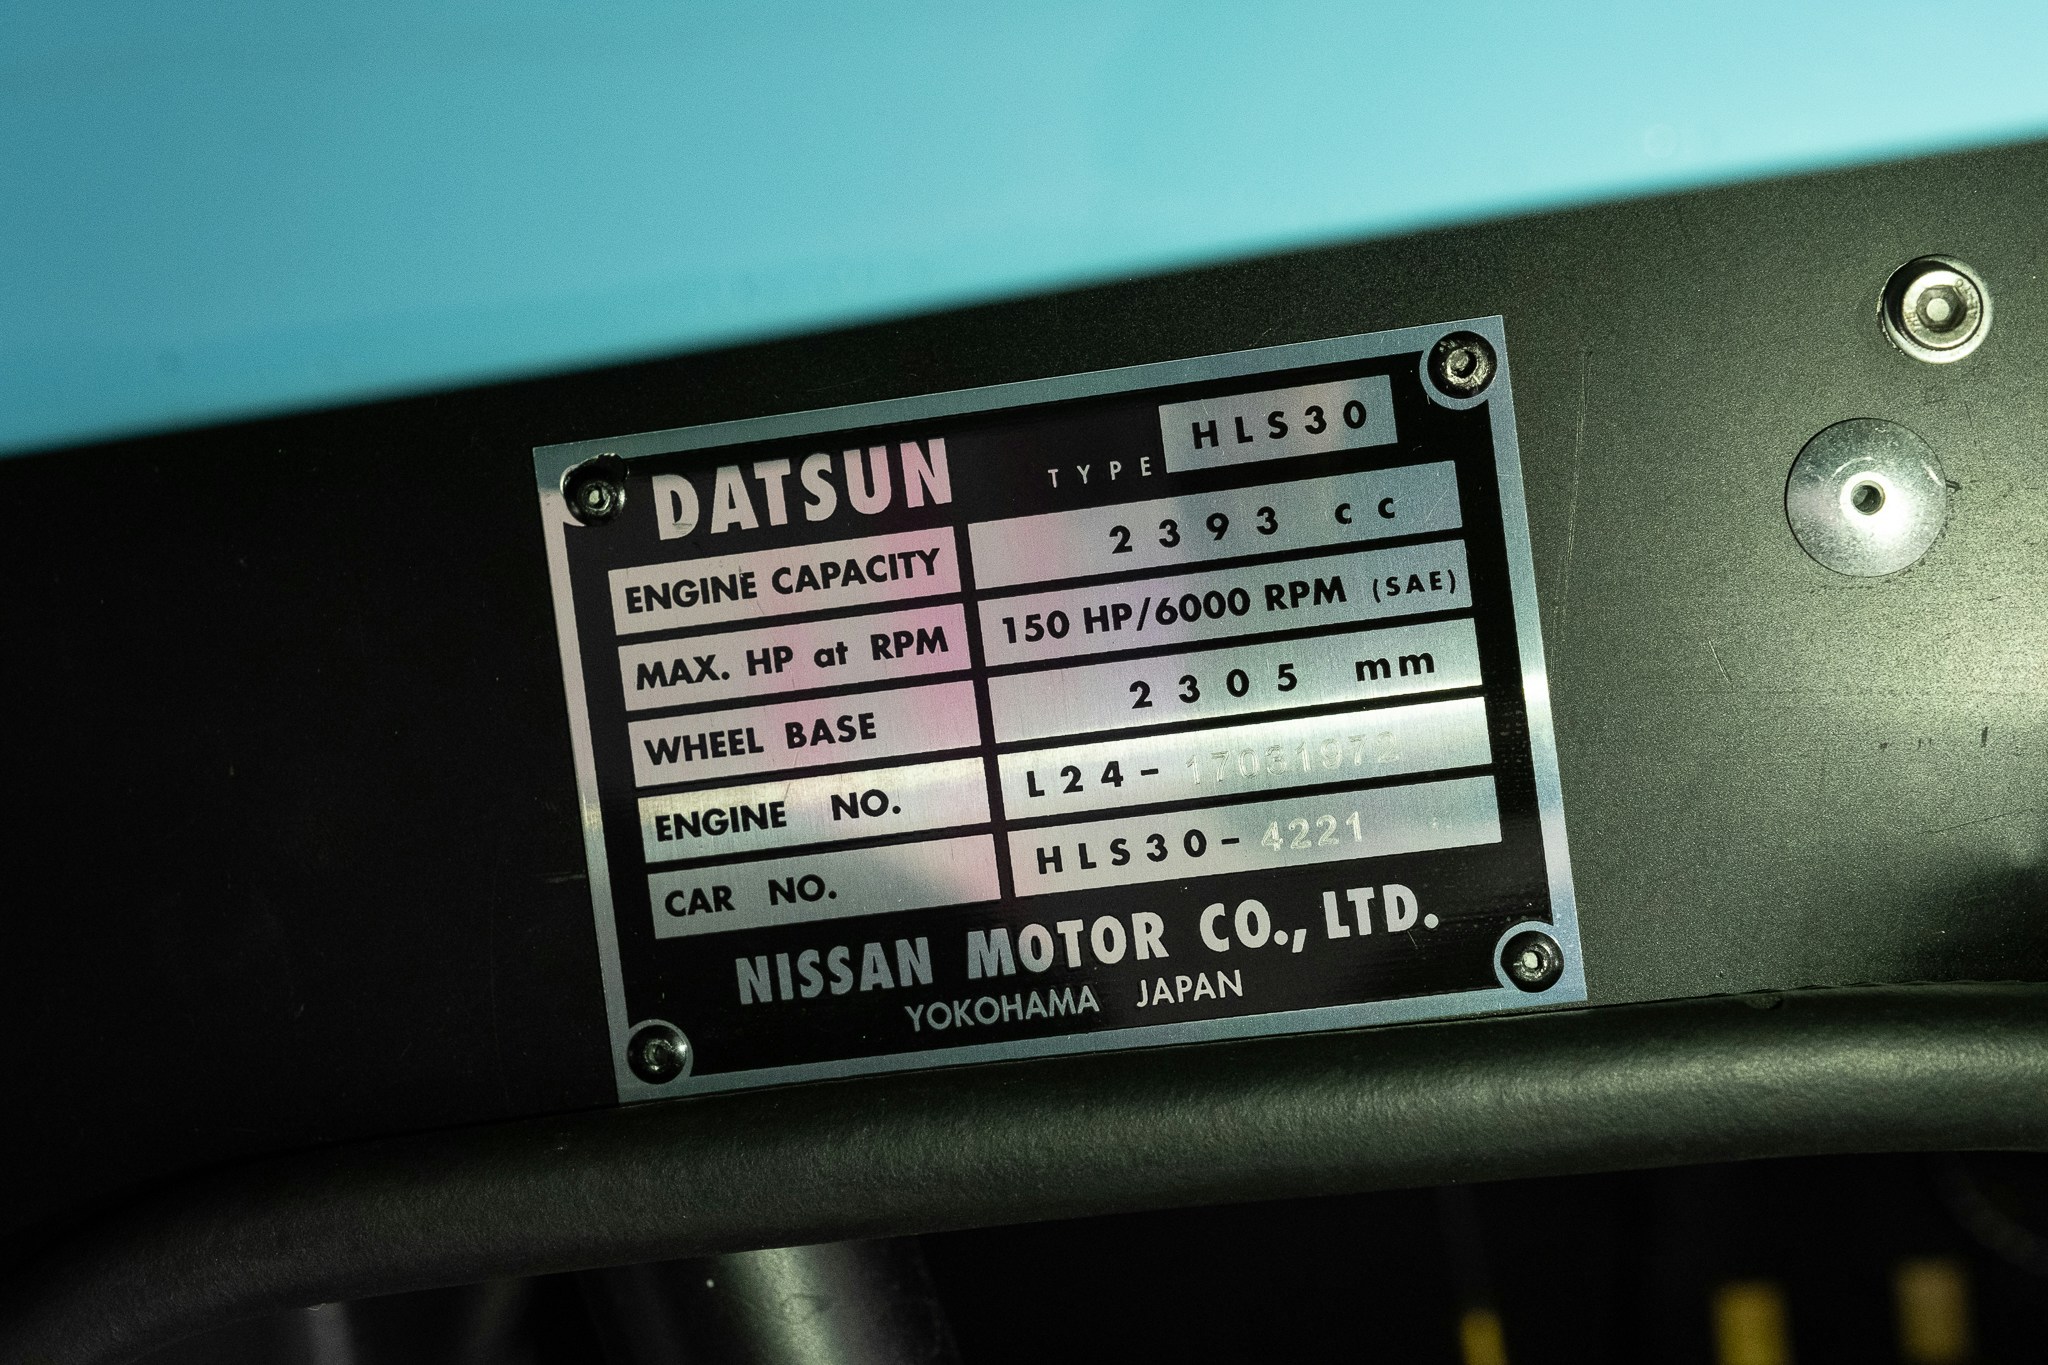 DATSUN TYPE HLS30
ENGINE CAPACITY 2393 cc
MAX. HP at RPM 150 HP/6000 RPM (SAE)
WHEEL BASE 2305 mm
ENGINE NO. L24-17051972
CAR NO. HLS30-4221
NISSAN MOTOR CO., LTD.
YOKOHAMA JAPAN